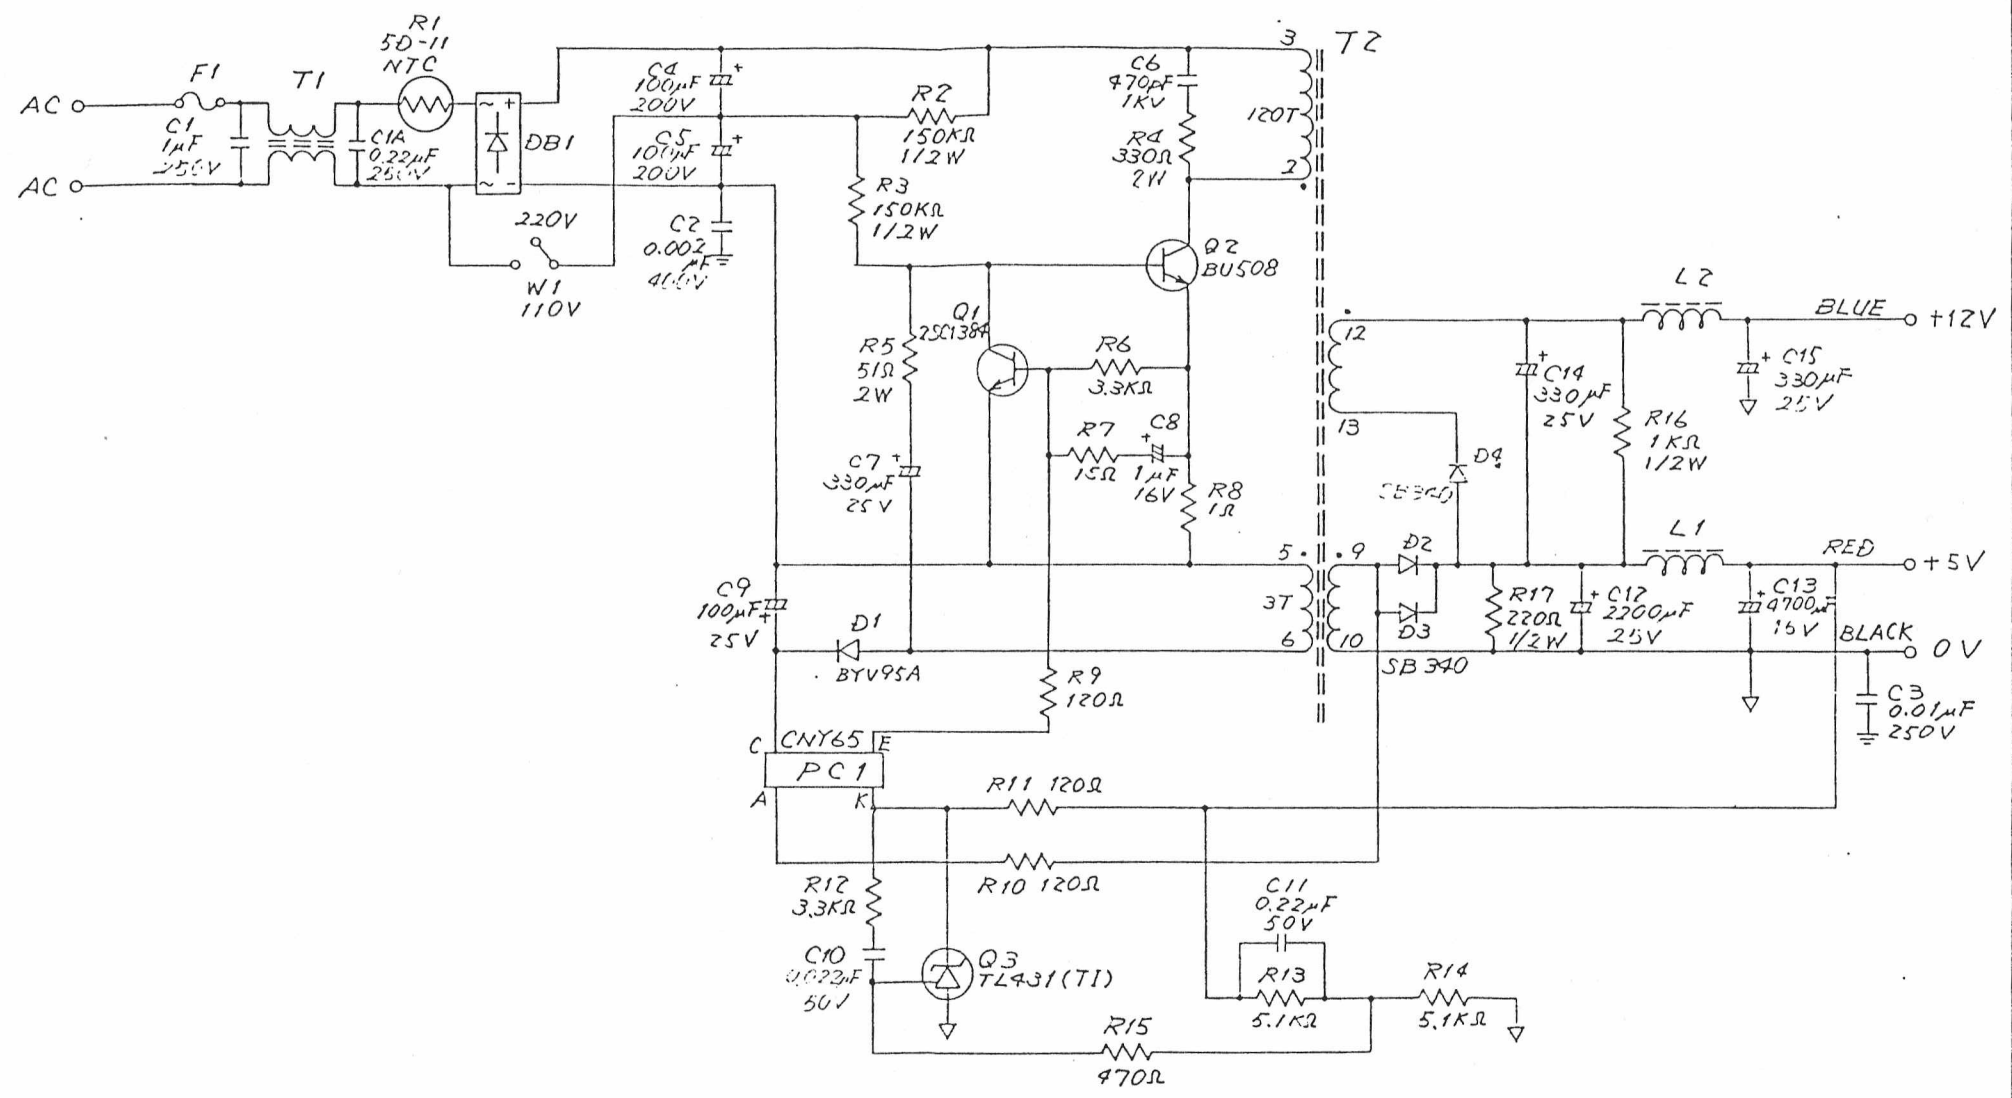 AC
F1
T1
R1
5D-11
NTC
C1
1µF
250V
C1A
0.22µF
250V
~ +
DB1
~ -
AC
220V
W1
110V
C4
+
100µF
200V
C5
+
100µF
200V
C2
0.002
µF
400V
R2
150KΩ
1/2W
R3
150KΩ
1/2W
C6
470pF
1KV
R4
330Ω
2W
3
T2
120T
2
Q2
BU508
Q1
R5
51Ω
2W
R6
3.3KΩ
R7
15Ω
C8
+
1µF
16V
R8
1Ω
C7
+
330µF
25V
5
3T
6
C9
100µF
+
25V
D1
BYV95A
R9
120Ω
12
13
D4
SB340
9
10
D2
D3
SB340
C14
+
330µF
25V
R16
1KΩ
1/2W
L2
BLUE
+12V
C15
+
330µF
25V
L1
RED
+5V
R17
220Ω
1/2W
C12
+
2200µF
25V
C13
+
4700µF
16V
BLACK
0V
C3
0.01µF
250V
C
CNY65
E
PC1
A
K
R11 120Ω
R10 120Ω
R12
3.3KΩ
C10
0.022µF
50V
Q3
TL431(TI)
C11
0.22µF
50V
R13
5.1KΩ
R14
5.1KΩ
R15
470Ω